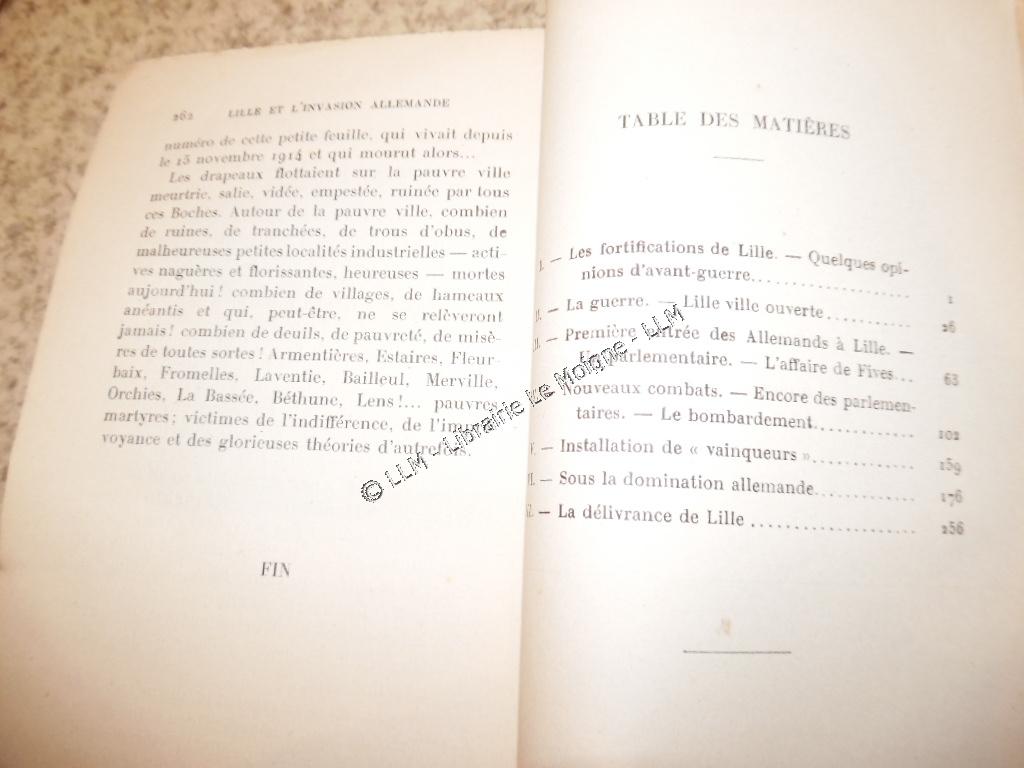 262 LILLE ET L'INVASION ALLEMANDE
numéro de cette petite feuille, qui vivait depuis
le 15 novembre 1914 et qui mourut alors...
Les drapeaux flottaient sur la pauvre ville
meurtrie, salie, vidée, empestée, ruinée par tous
ces Boches. Autour de la pauvre ville, combien
de ruines, de tranchées, de trous d'obus, de
malheureuses petites localités industrielles — acti-
ves naguères et florissantes, heureuses — mortes
aujourd'hui! combien de villages, de hameaux
anéantis et qui, peut-être, ne se relèveront
jamais! combien de deuils, de pauvreté, de misè-
res de toutes sortes! Armentières, Estaires, Fleur-
baix, Fromelles, Laventie, Bailleul, Merville,
Orchies, La Bassée, Béthune, Lens!... pauvres
martyres; victimes de l'indifférence, de l'impré-
voyance et des glorieuses théories d'autrefois.
FIN
TABLE DES MATIÈRES
I. — Les fortifications de Lille. — Quelques opi-
nions d'avant-guerre.................... 1
II. — La guerre. — Lille ville ouverte........... 26
II. — Première entrée des Allemands à Lille. —
Un parlementaire. — L'affaire de Fives... 63
— Nouveaux combats. — Encore des parlemen-
taires. — Le bombardement............. 102
V. — Installation de « vainqueurs »............. 159
VI. — Sous la domination allemande............. 176
— La délivrance de Lille.................... 256
© LLM - Librairie Le Moigne - LLM